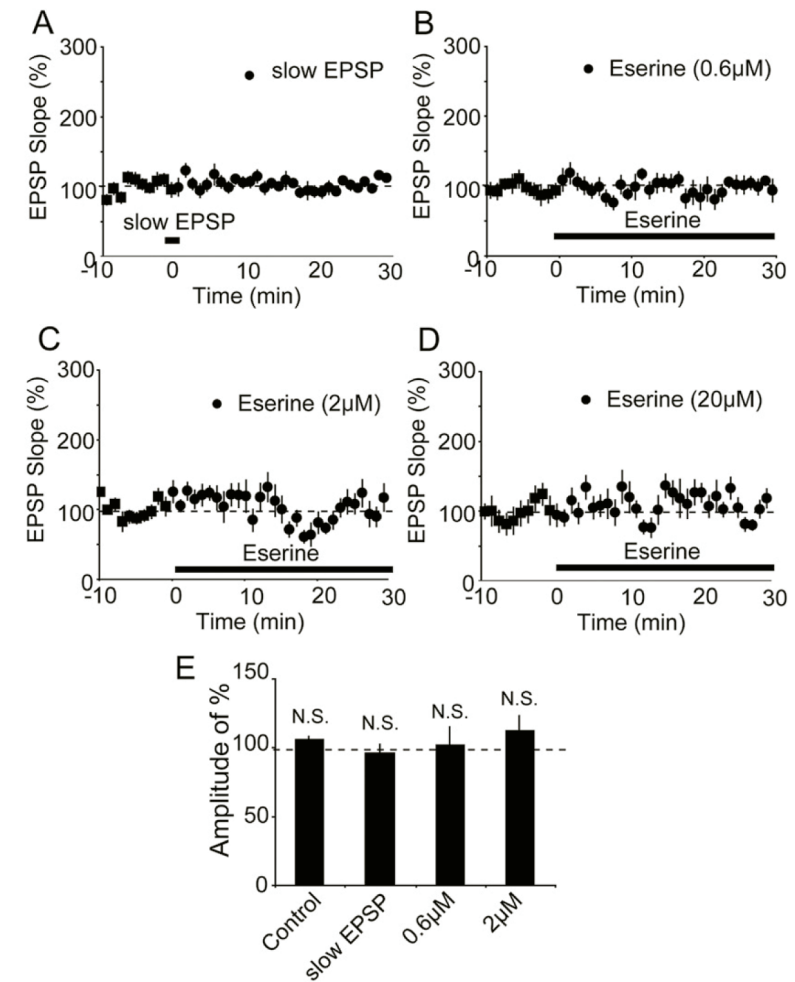 A
300
200
100
0
EPSP Slope (%)
slow EPSP
slow EPSP
-10 0 10 20 30
Time (min)
B
300
200
100
0
EPSP Slope (%)
Eserine (0.6μM)
Eserine
-10 0 10 20 30
Time (min)
C
300
200
100
0
EPSP Slope (%)
Eserine (2μM)
Eserine
-10 0 10 20 30
Time (min)
D
300
200
100
0
EPSP Slope (%)
Eserine (20μM)
Eserine
-10 0 10 20 30
Time (min)
E
150
100
50
0
Amplitude of %
N.S. N.S. N.S. N.S.
Control slow EPSP 0.6μM 2μM